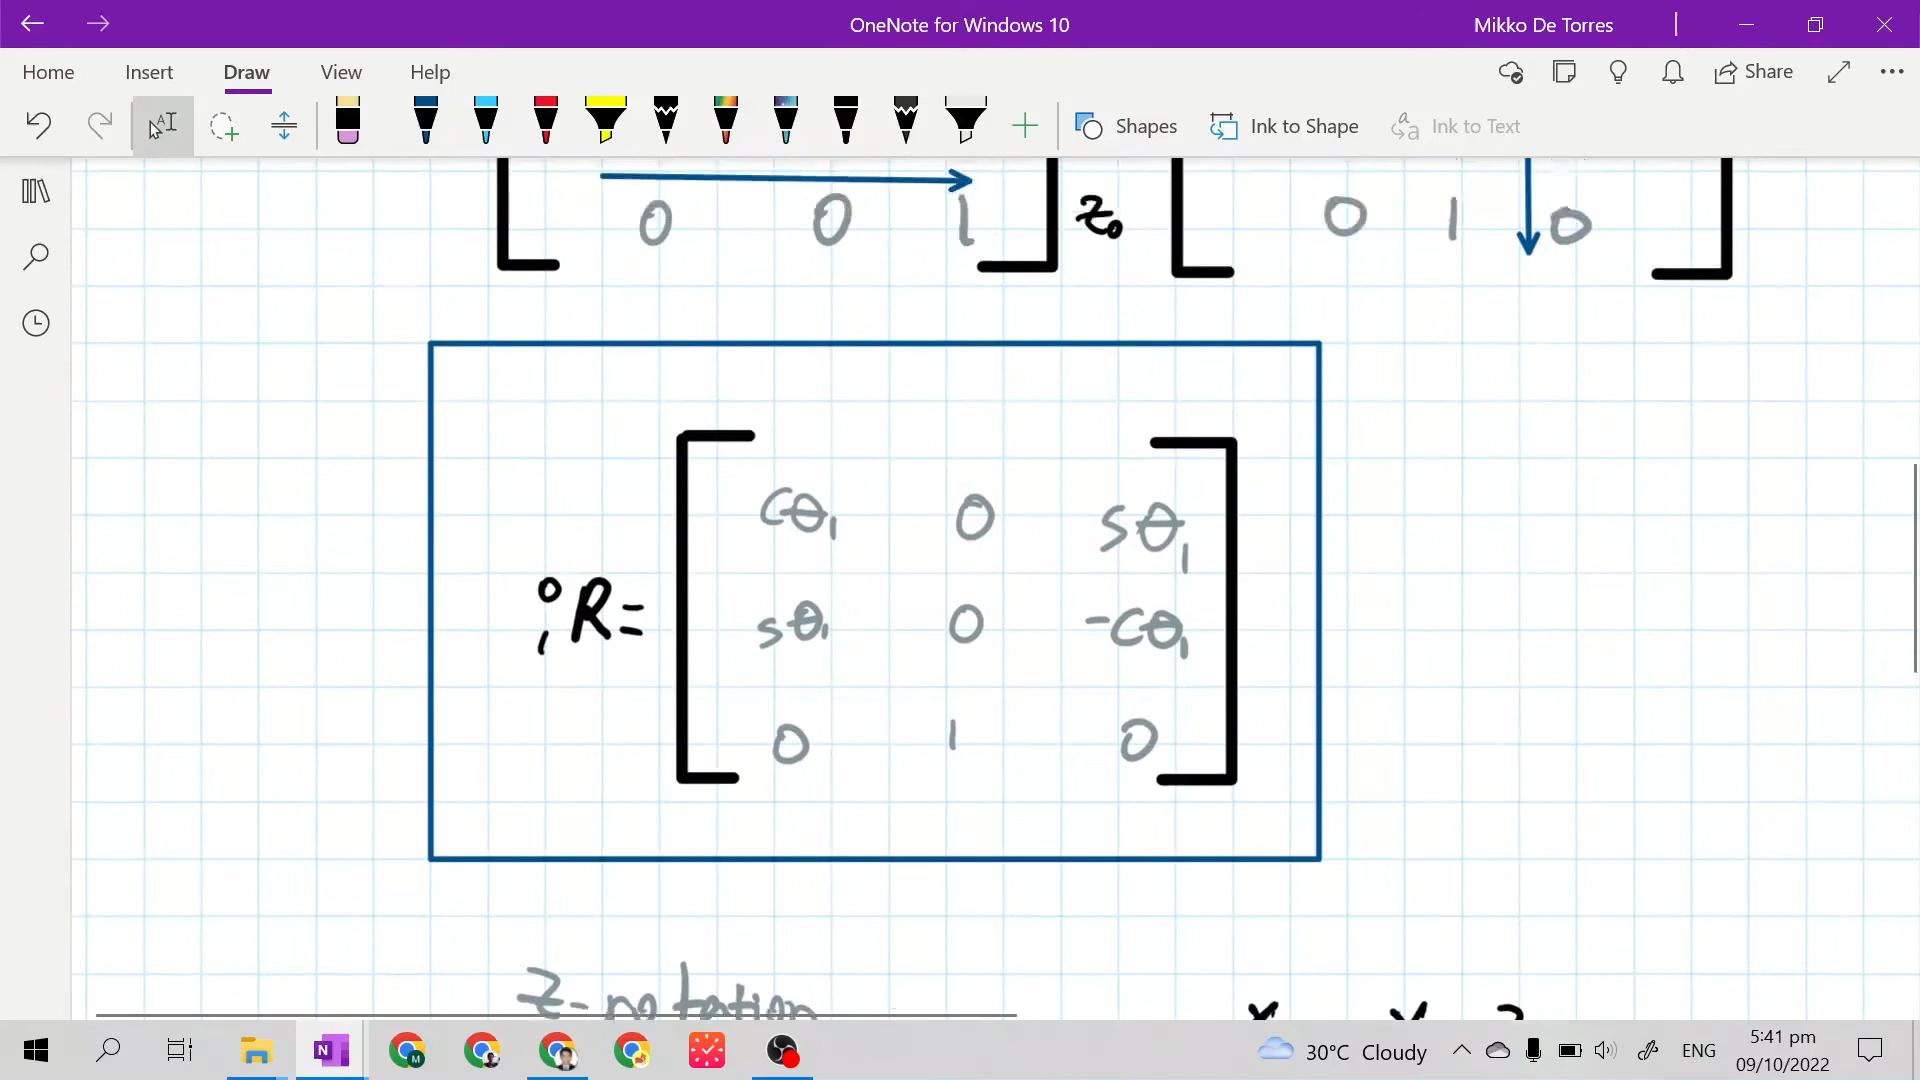 OneNote for Windows 10 Mikko De Torres
Home Insert Draw View Help Share
Shapes Ink to Shape Ink to Text
0 0 1 z₀ 0 1 0
cθ₁ 0 sθ₁
⁰₁R=
sθ₁ 0 -cθ₁
0 1 0
Z-notation
30°C Cloudy ENG 5:41 pm
09/10/2022